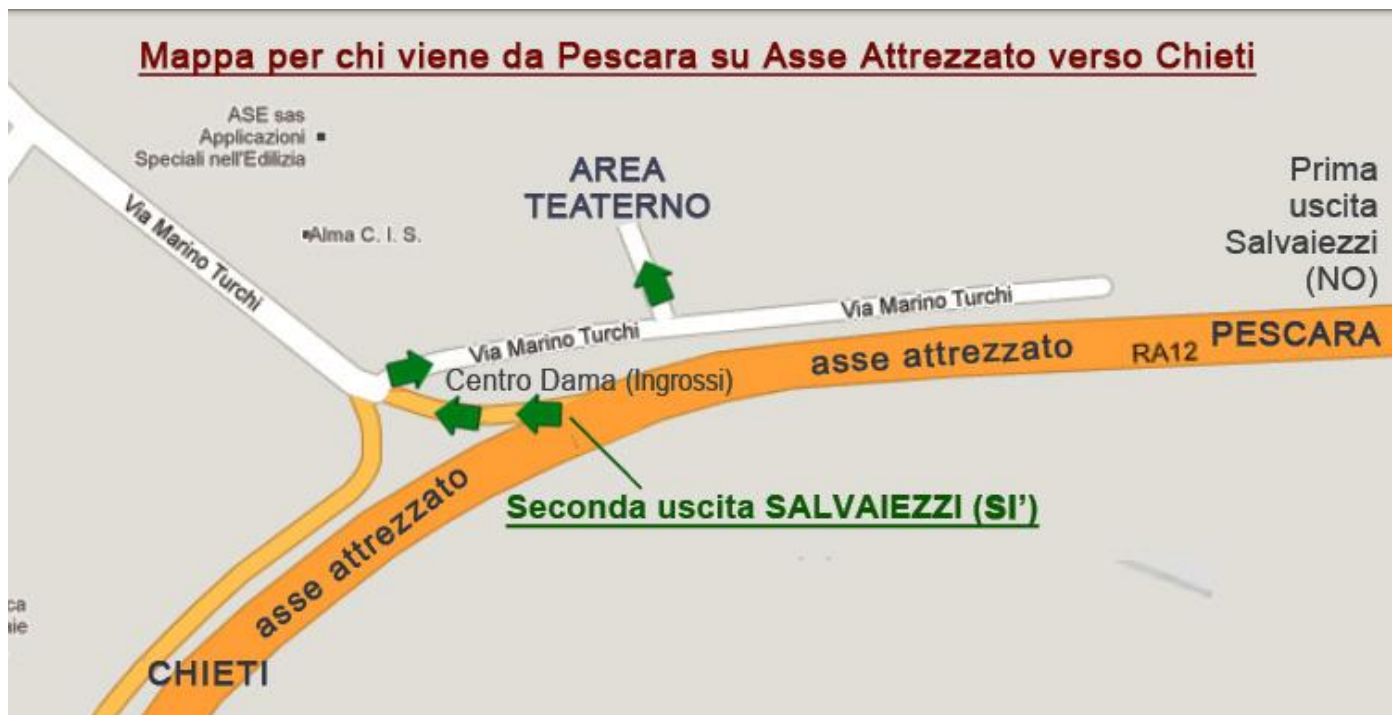 Mappa per chi viene da Pescara su Asse Attrezzato verso Chieti
ASE sas
Applicazioni
Speciali nell'Edilizia
AREA
TEATERNO
Prima
uscita
Salvaiezzi
(NO)
Via Marino Turchi
Alma C. I. S.
Via Marino Turchi
Via Marino Turchi
asse attrezzato
RA12
PESCARA
Centro Dama (Ingrossi)
asse attrezzato
Seconda uscita SALVAIEZZI (SI')
CHIETI